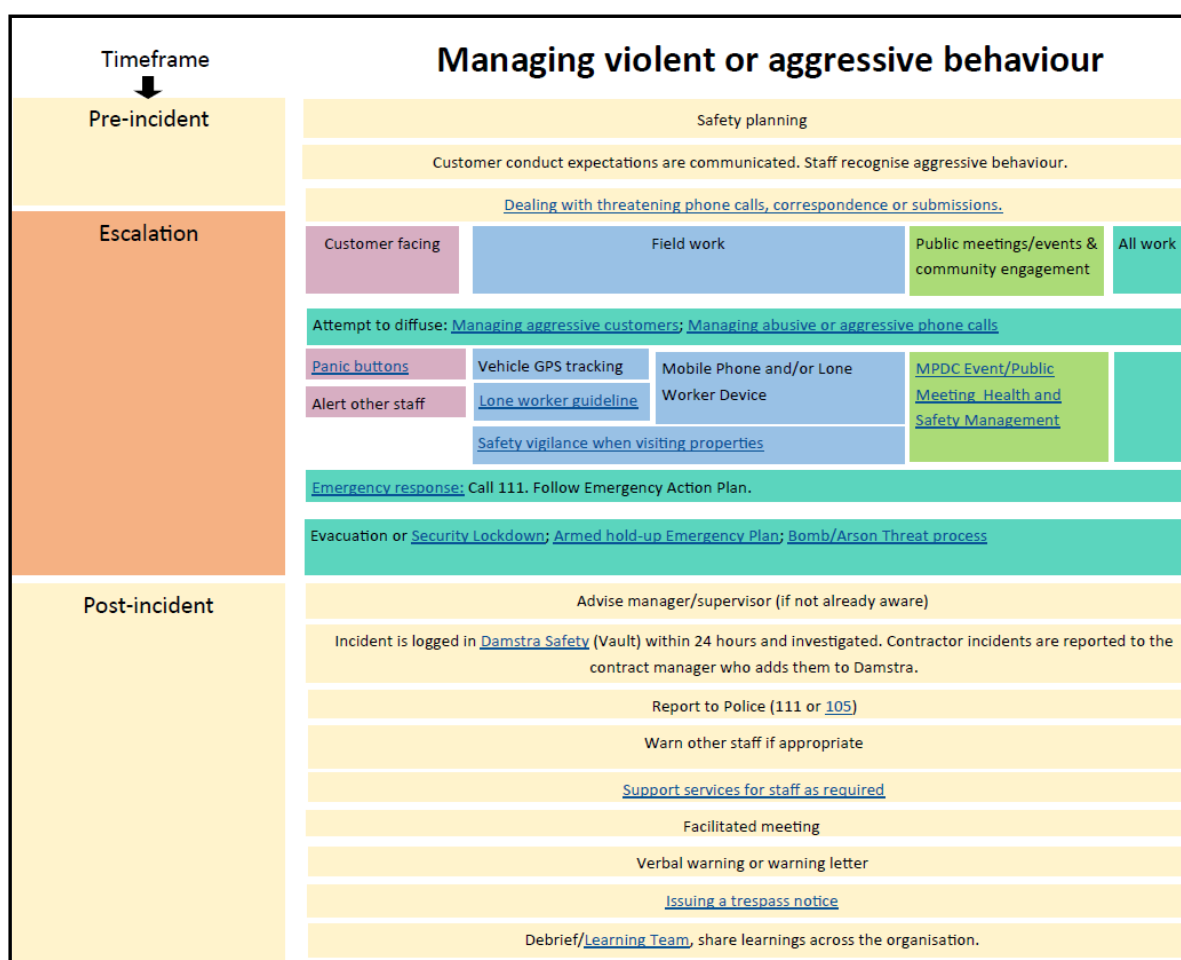 Timeframe
Managing violent or aggressive behaviour
Pre-incident
Safety planning
Customer conduct expectations are communicated. Staff recognise aggressive behaviour.
Dealing with threatening phone calls, correspondence or submissions.
Escalation
Customer facing
Field work
Public meetings/events &
community engagement
All work
Attempt to diffuse: Managing aggressive customers; Managing abusive or aggressive phone calls
Panic buttons
Alert other staff
Vehicle GPS tracking
Lone worker guideline
Mobile Phone and/or Lone
Worker Device
Safety vigilance when visiting properties
MPDC Event/Public
Meeting Health and
Safety Management
Emergency response: Call 111. Follow Emergency Action Plan.
Evacuation or Security Lockdown; Armed hold-up Emergency Plan; Bomb/Arson Threat process
Post-incident
Advise manager/supervisor (if not already aware)
Incident is logged in Damstra Safety (Vault) within 24 hours and investigated. Contractor incidents are reported to the
contract manager who adds them to Damstra.
Report to Police (111 or 105)
Warn other staff if appropriate
Support services for staff as required
Facilitated meeting
Verbal warning or warning letter
Issuing a trespass notice
Debrief/Learning Team, share learnings across the organisation.